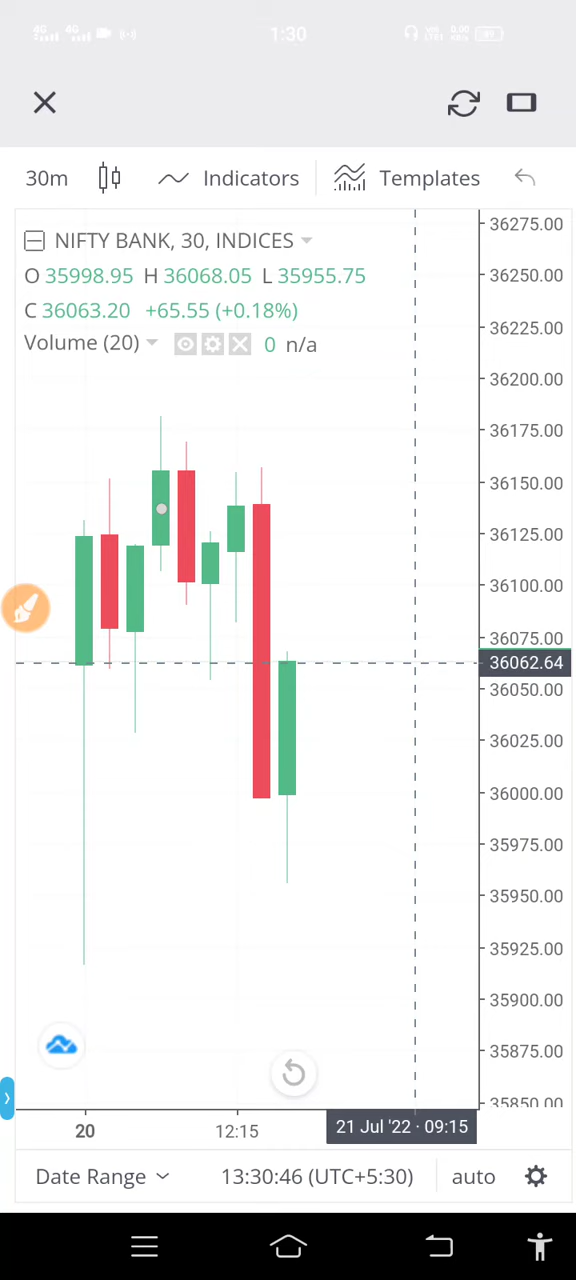 1:30
30m Indicators Templates
NIFTY BANK, 30, INDICES
O 35998.95 H 36068.05 L 35955.75
C 36063.20 +65.55 (+0.18%)
Volume (20) 0 n/a
36275.00
36250.00
36225.00
36200.00
36175.00
36150.00
36125.00
36100.00
36075.00
36062.64
36050.00
36025.00
36000.00
35975.00
35950.00
35925.00
35900.00
35875.00
35850.00
20 12:15 21 Jul '22 · 09:15
Date Range 13:30:46 (UTC+5:30) auto